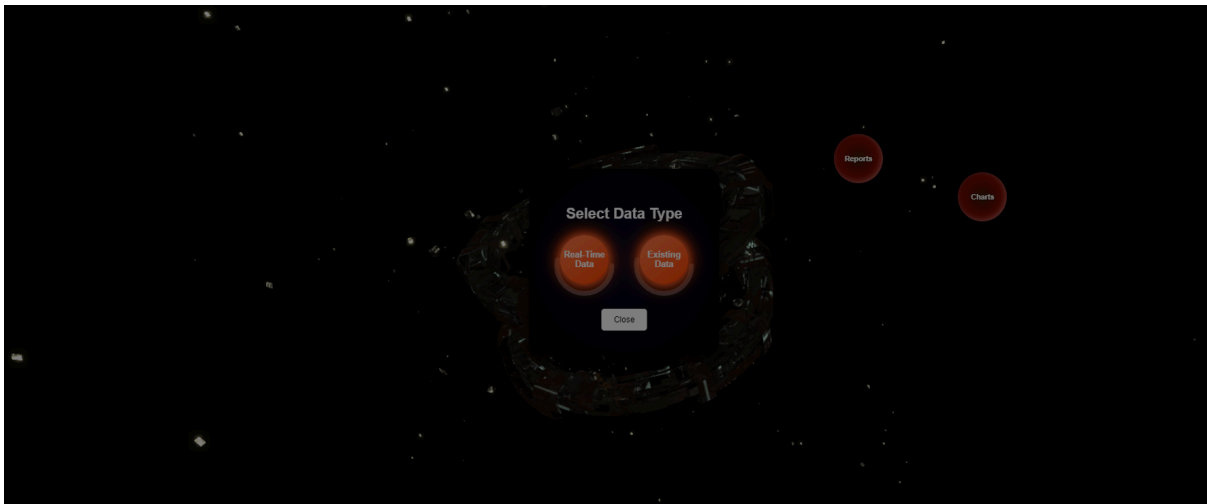 Reports
Charts
Select Data Type
Real-Time
Data
Existing
Data
Close